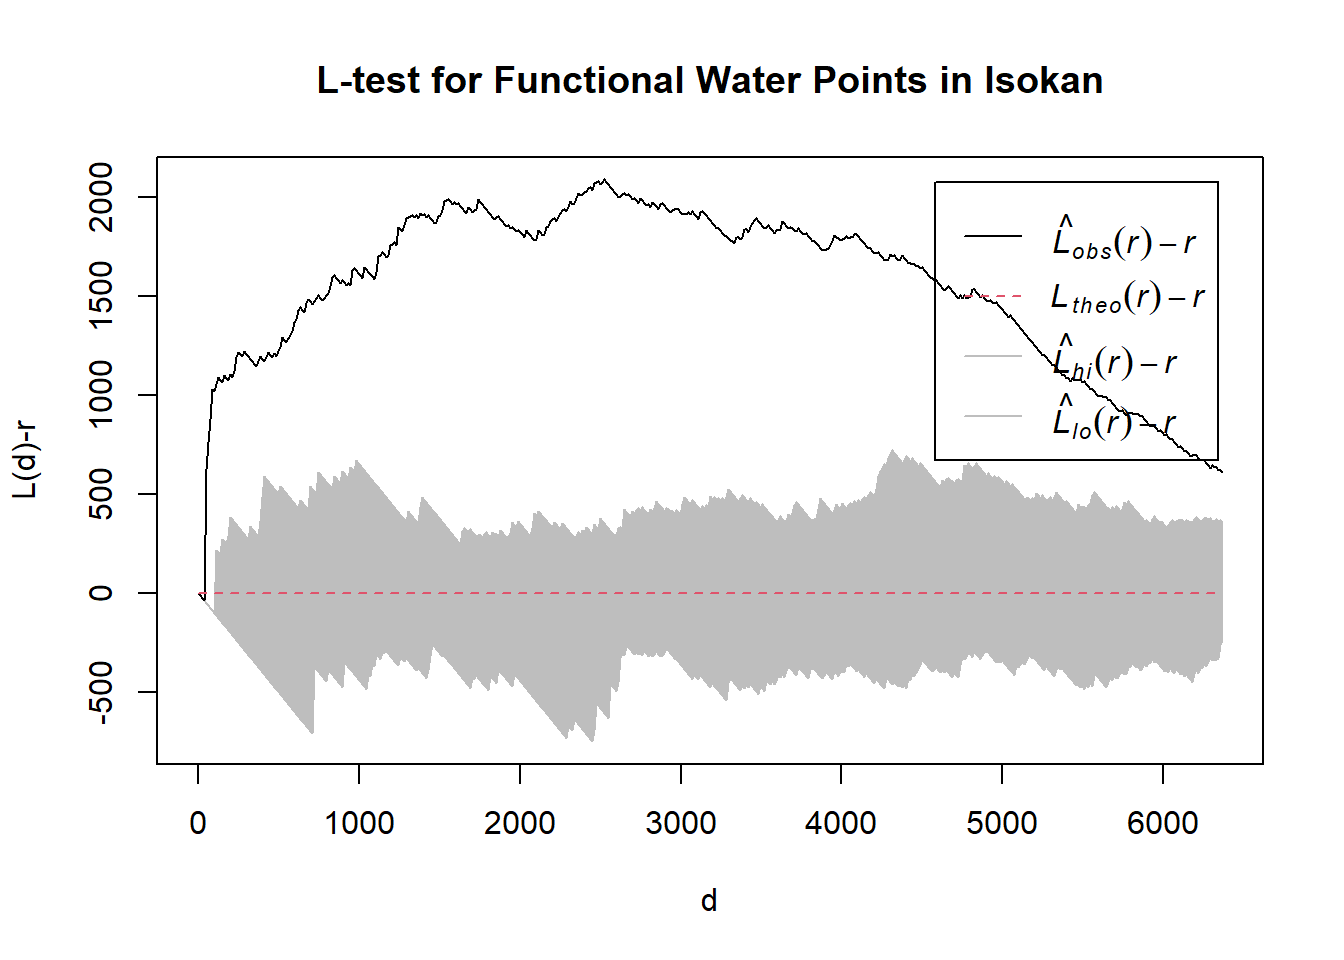 L-test for Functional Water Points in Isokan
L(d)-r
2000
1500
1000
500
0
-500
L̂obs(r) − r
Ltheo(r) − r
L̂hi(r) − r
L̂lo(r) − r
0 1000 2000 3000 4000 5000 6000
d